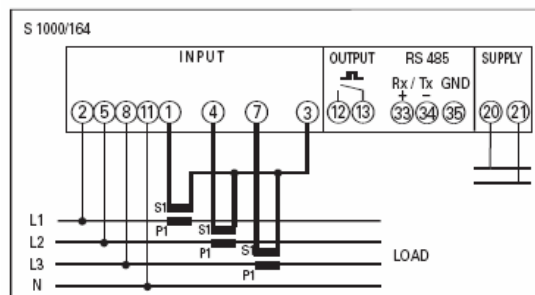 S 1000/164
INPUT OUTPUT RS 485 SUPPLY
Rx / Tx GND
+ −
2 5 8 11 1 4 7 3 12 13 33 34 35 20 21
S1
L1
P1 S1
L2
P1 S1 LOAD
L3
P1
N